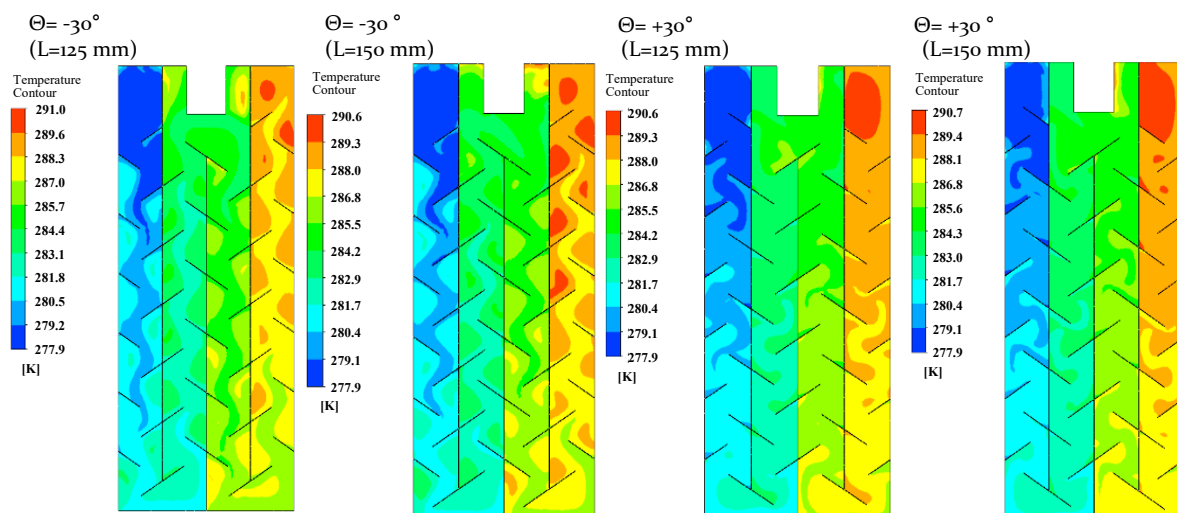 Θ= -30°
(L=125 mm)
Temperature
Contour
291.0
289.6
288.3
287.0
285.7
284.4
283.1
281.8
280.5
279.2
277.9
[K]
Θ= -30°
(L=150 mm)
Temperature
Contour
290.6
289.3
288.0
286.8
285.5
284.2
282.9
281.7
280.4
279.1
277.9
[K]
Θ= +30°
(L=125 mm)
Temperature
Contour
290.6
289.3
288.0
286.8
285.5
284.2
282.9
281.7
280.4
279.1
277.9
[K]
Θ= +30°
(L=150 mm)
Temperature
Contour
290.7
289.4
288.1
286.8
285.6
284.3
283.0
281.7
280.4
279.1
277.9
[K]